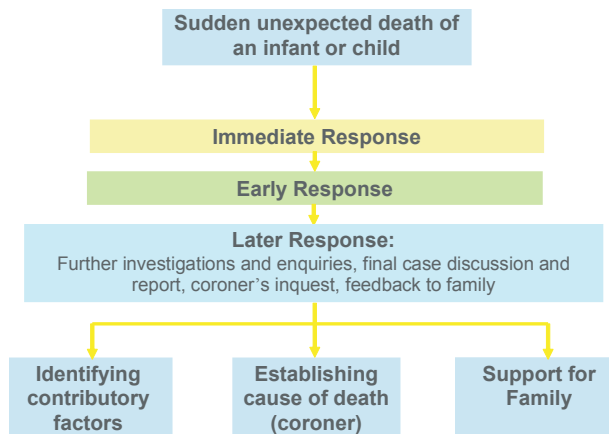 Sudden unexpected death of
an infant or child
Immediate Response
Early Response
Later Response:
Further investigations and enquiries, final case discussion and
report, coroner's inquest, feedback to family
Identifying
contributory
factors
Establishing
cause of death
(coroner)
Support for
Family